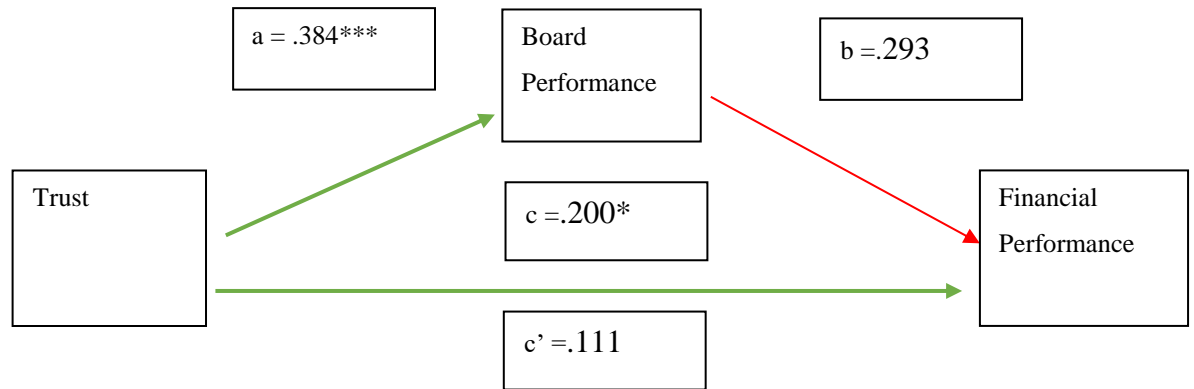 a = .384***
Board
Performance
b =.293
Trust
c =.200*
Financial
Performance
c’ =.111